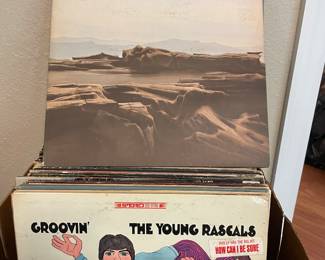 STEREO
GROOVIN'
THE YOUNG RASCALS
HOW CAN I BE SURE